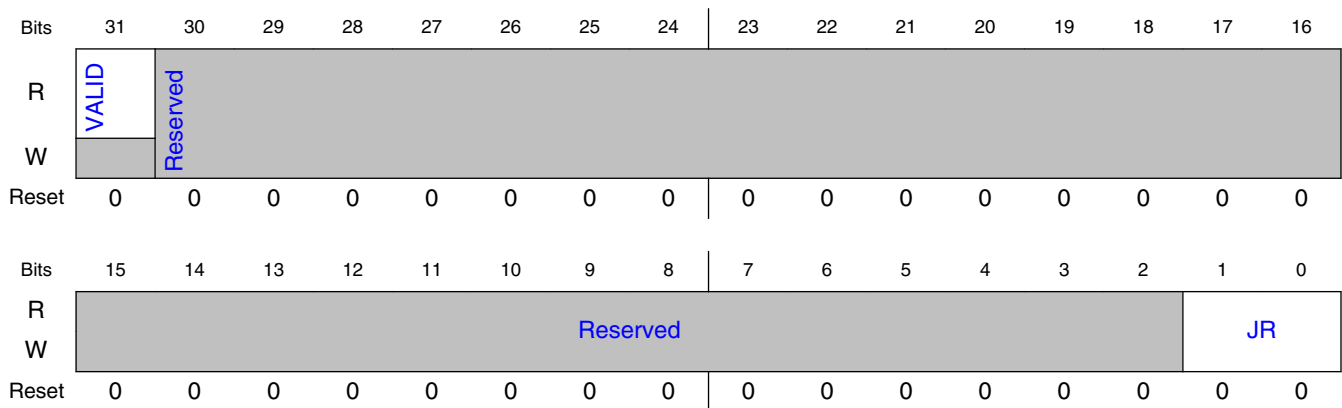 Bits 31 30 29 28 27 26 25 24 23 22 21 20 19 18 17 16
R VALID Reserved
W
Reset 0 0 0 0 0 0 0 0 0 0 0 0 0 0 0 0
Bits 15 14 13 12 11 10 9 8 7 6 5 4 3 2 1 0
R
Reserved JR
W
Reset 0 0 0 0 0 0 0 0 0 0 0 0 0 0 0 0